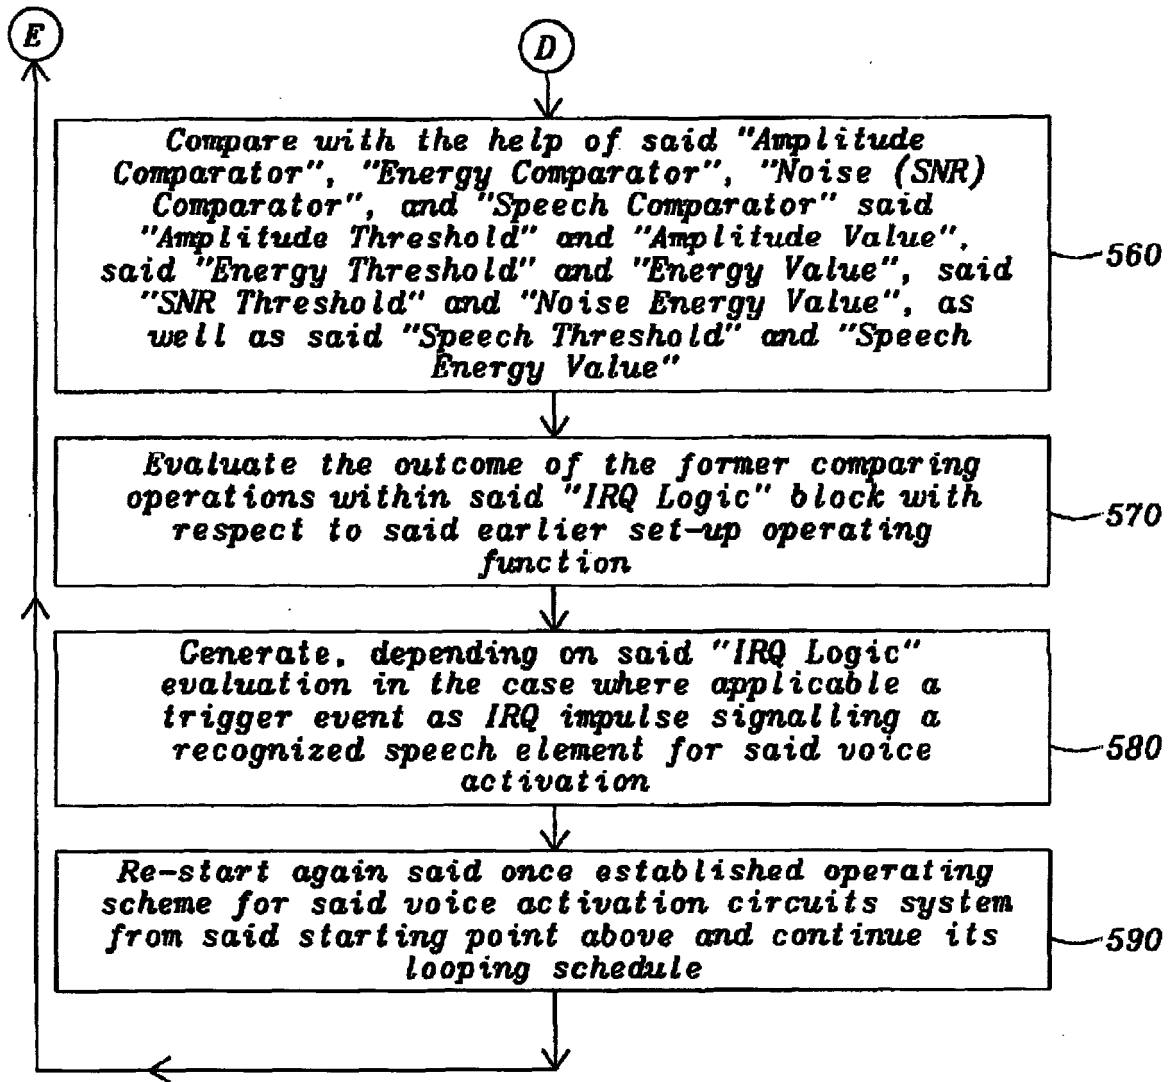 E
D
Compare with the help of said "Amplitude
Comparator", "Energy Comparator", "Noise (SNR)
Comparator", and "Speech Comparator" said
"Amplitude Threshold" and "Amplitude Value",
said "Energy Threshold" and "Energy Value", said
"SNR Threshold" and "Noise Energy Value", as
well as said "Speech Threshold" and "Speech
Energy Value"
560
Evaluate the outcome of the former comparing
operations within said "IRQ Logic" block with
respect to said earlier set-up operating
function
570
Generate, depending on said "IRQ Logic"
evaluation in the case where applicable a
trigger event as IRQ impulse signalling a
recognized speech element for said voice
activation
580
Re-start again said once established operating
scheme for said voice activation circuits system
from said starting point above and continue its
looping schedule
590